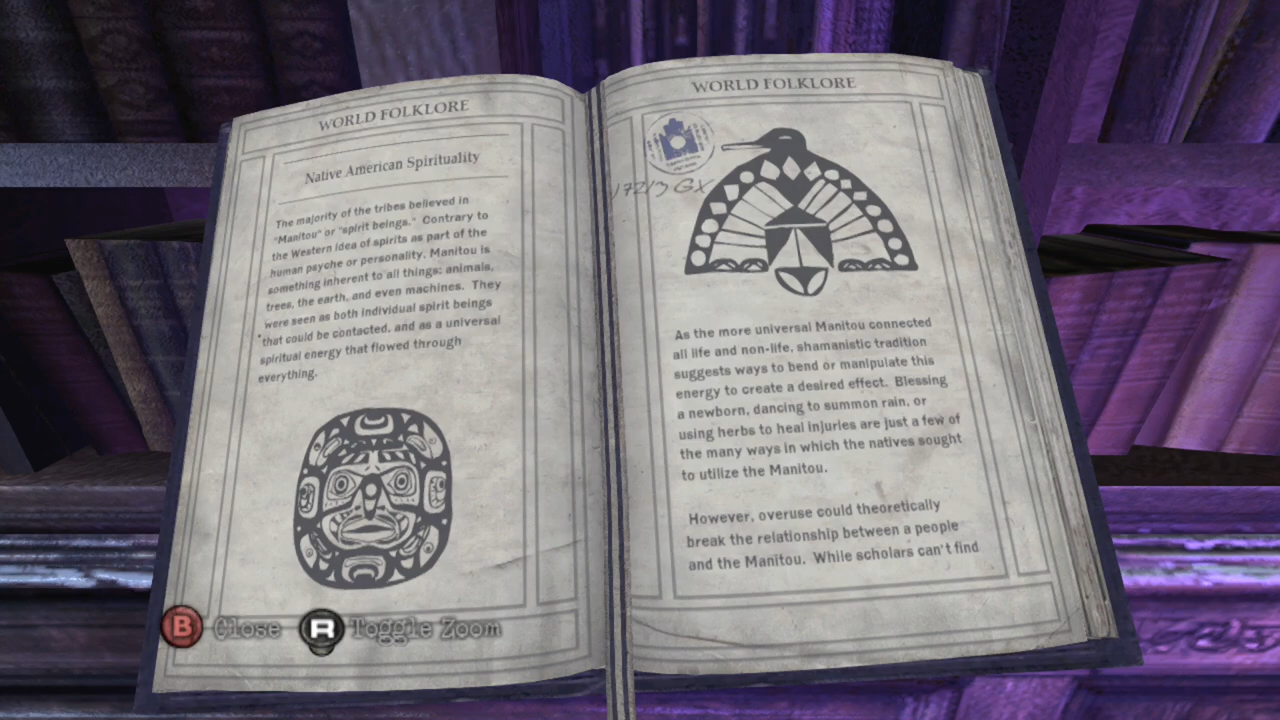 WORLD FOLKLORE
Native American Spirituality
The majority of the tribes believed in
"Manitou" or "spirit beings." Contrary to
the Western idea of spirits as part of the
human psyche or personality, Manitou is
something inherent to all things: animals,
trees, the earth, and even machines. They
were seen as both individual spirit beings
that could be contacted, and as a universal
spiritual energy that flowed through
everything.
WORLD FOLKLORE
17213 GX
As the more universal Manitou connected
all life and non-life, shamanistic tradition
suggests ways to bend or manipulate this
energy to create a desired effect. Blessing
a newborn, dancing to summon rain, or
using herbs to heal injuries are just a few of
the many ways in which the natives sought
to utilize the Manitou.
However, overuse could theoretically
break the relationship between a people
and the Manitou. While scholars can't find
B Close R Toggle Zoom